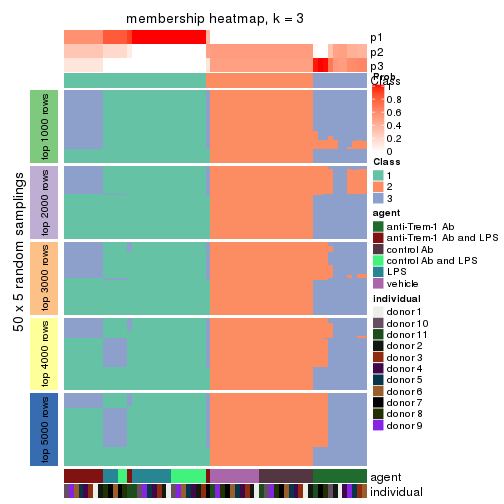 membership heatmap, k = 3
p1
p2
p3
Prob
Class
1
0.8
0.6
0.4
0.2
0
Class
1
2
3
agent
anti-Trem-1 Ab
anti-Trem-1 Ab and LPS
control Ab
control Ab and LPS
LPS
vehicle
individual
donor 1
donor 10
donor 11
donor 2
donor 3
donor 4
donor 5
donor 6
donor 7
donor 8
donor 9
50 x 5 random samplings
top 1000 rows
top 2000 rows
top 3000 rows
top 4000 rows
top 5000 rows
agent
individual